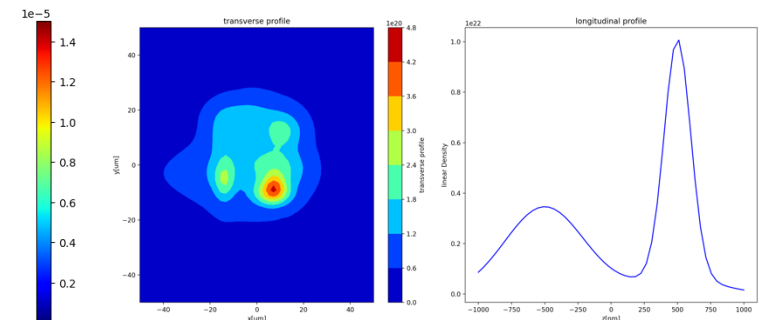 1e−5
1.4
1.2
1.0
0.8
0.6
0.4
0.2
transverse profile
y[um]
40
20
0
−20
−40
−40 −20 0 20 40
x[um]
1e20
4.8
4.2
3.6
3.0
2.4
1.8
1.2
0.6
0.0
transverse profile
longitudinal profile
1e22
linear Density
1.0
0.8
0.6
0.4
0.2
0.0
−1000 −750 −500 −250 0 250 500 750 1000
z[nm]